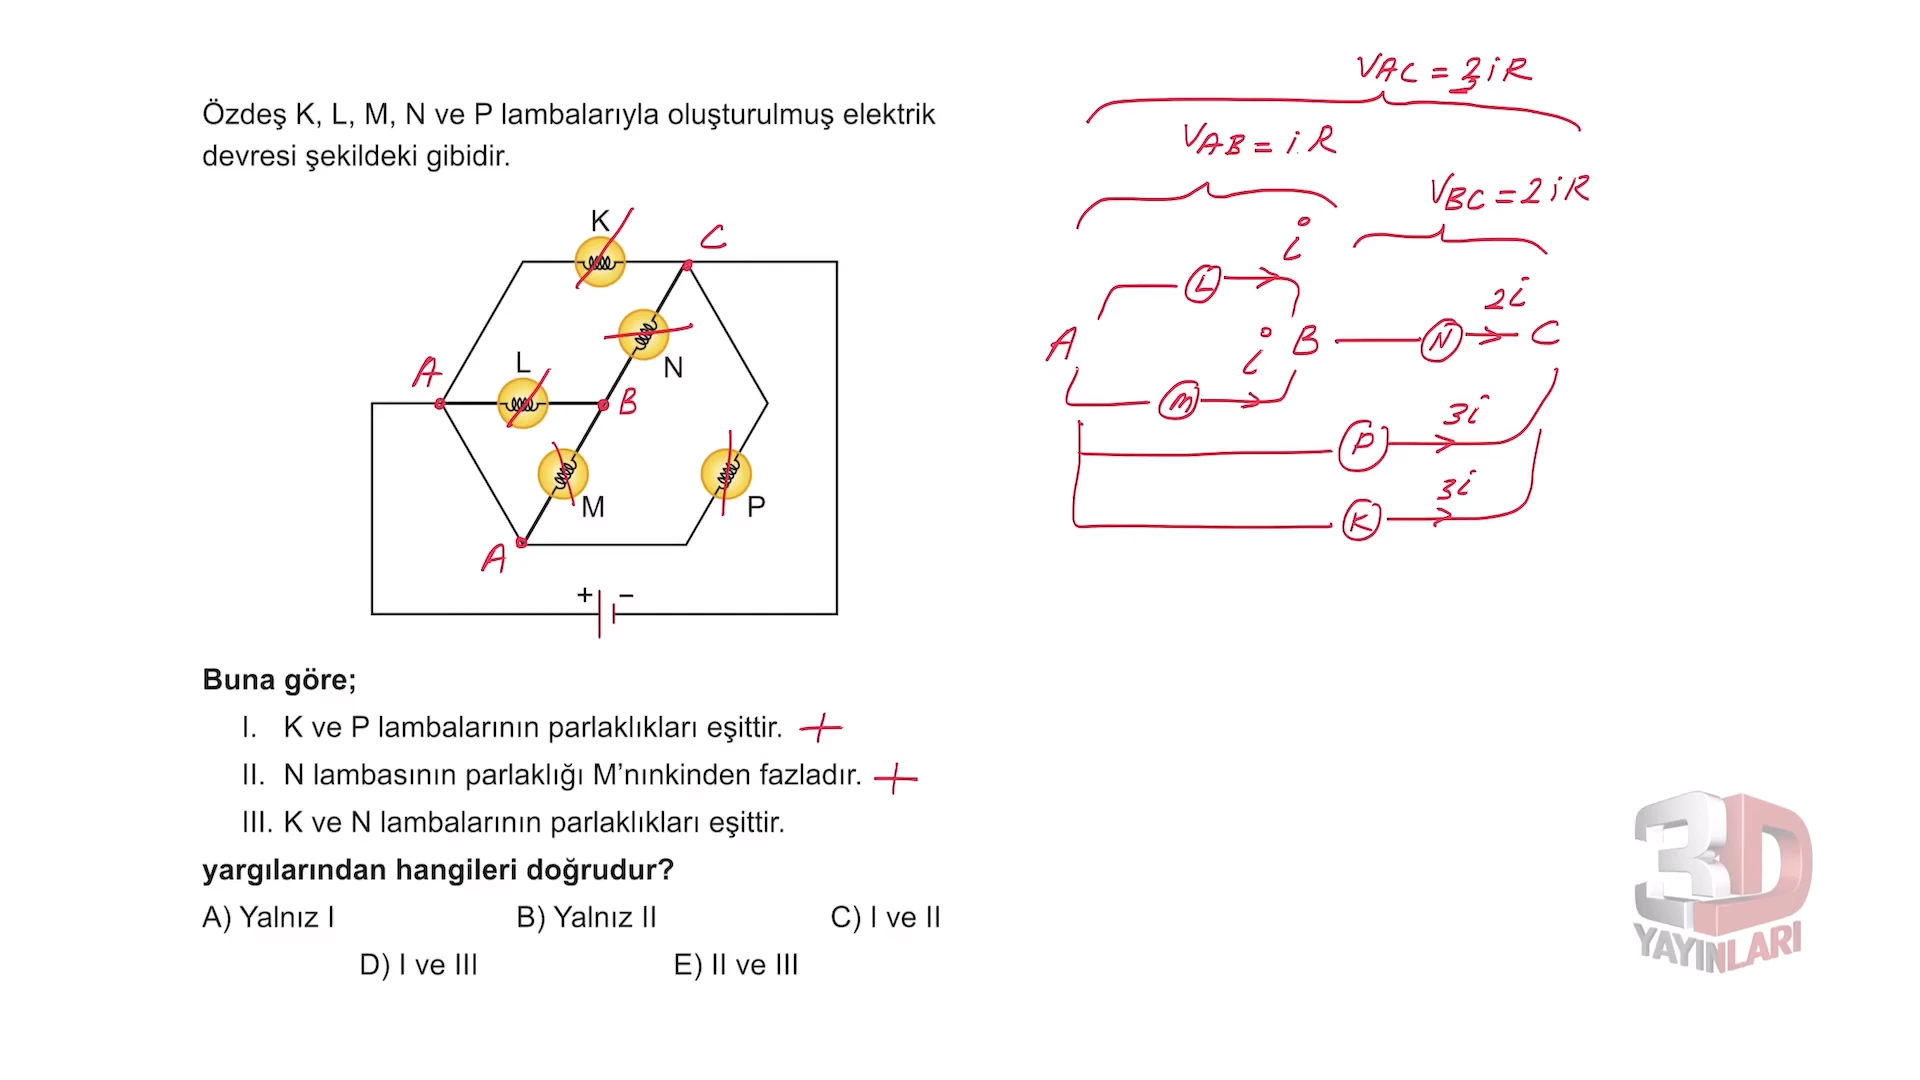 Özdeş K, L, M, N ve P lambalarıyla oluşturulmuş elektrik
devresi şekildeki gibidir.
K
C
N
L
A
B
M
P
A
+ −
Buna göre;
I. K ve P lambalarının parlaklıkları eşittir. +
II. N lambasının parlaklığı M’nınkinden fazladır. +
III. K ve N lambalarının parlaklıkları eşittir.
yargılarından hangileri doğrudur?
A) Yalnız I B) Yalnız II C) I ve II
D) I ve III E) II ve III
VAC = 3iR
VAB = iR
VBC = 2iR
i
L
2i
A i B N C
M
3i
P
3i
K
3D
YAYINLARI